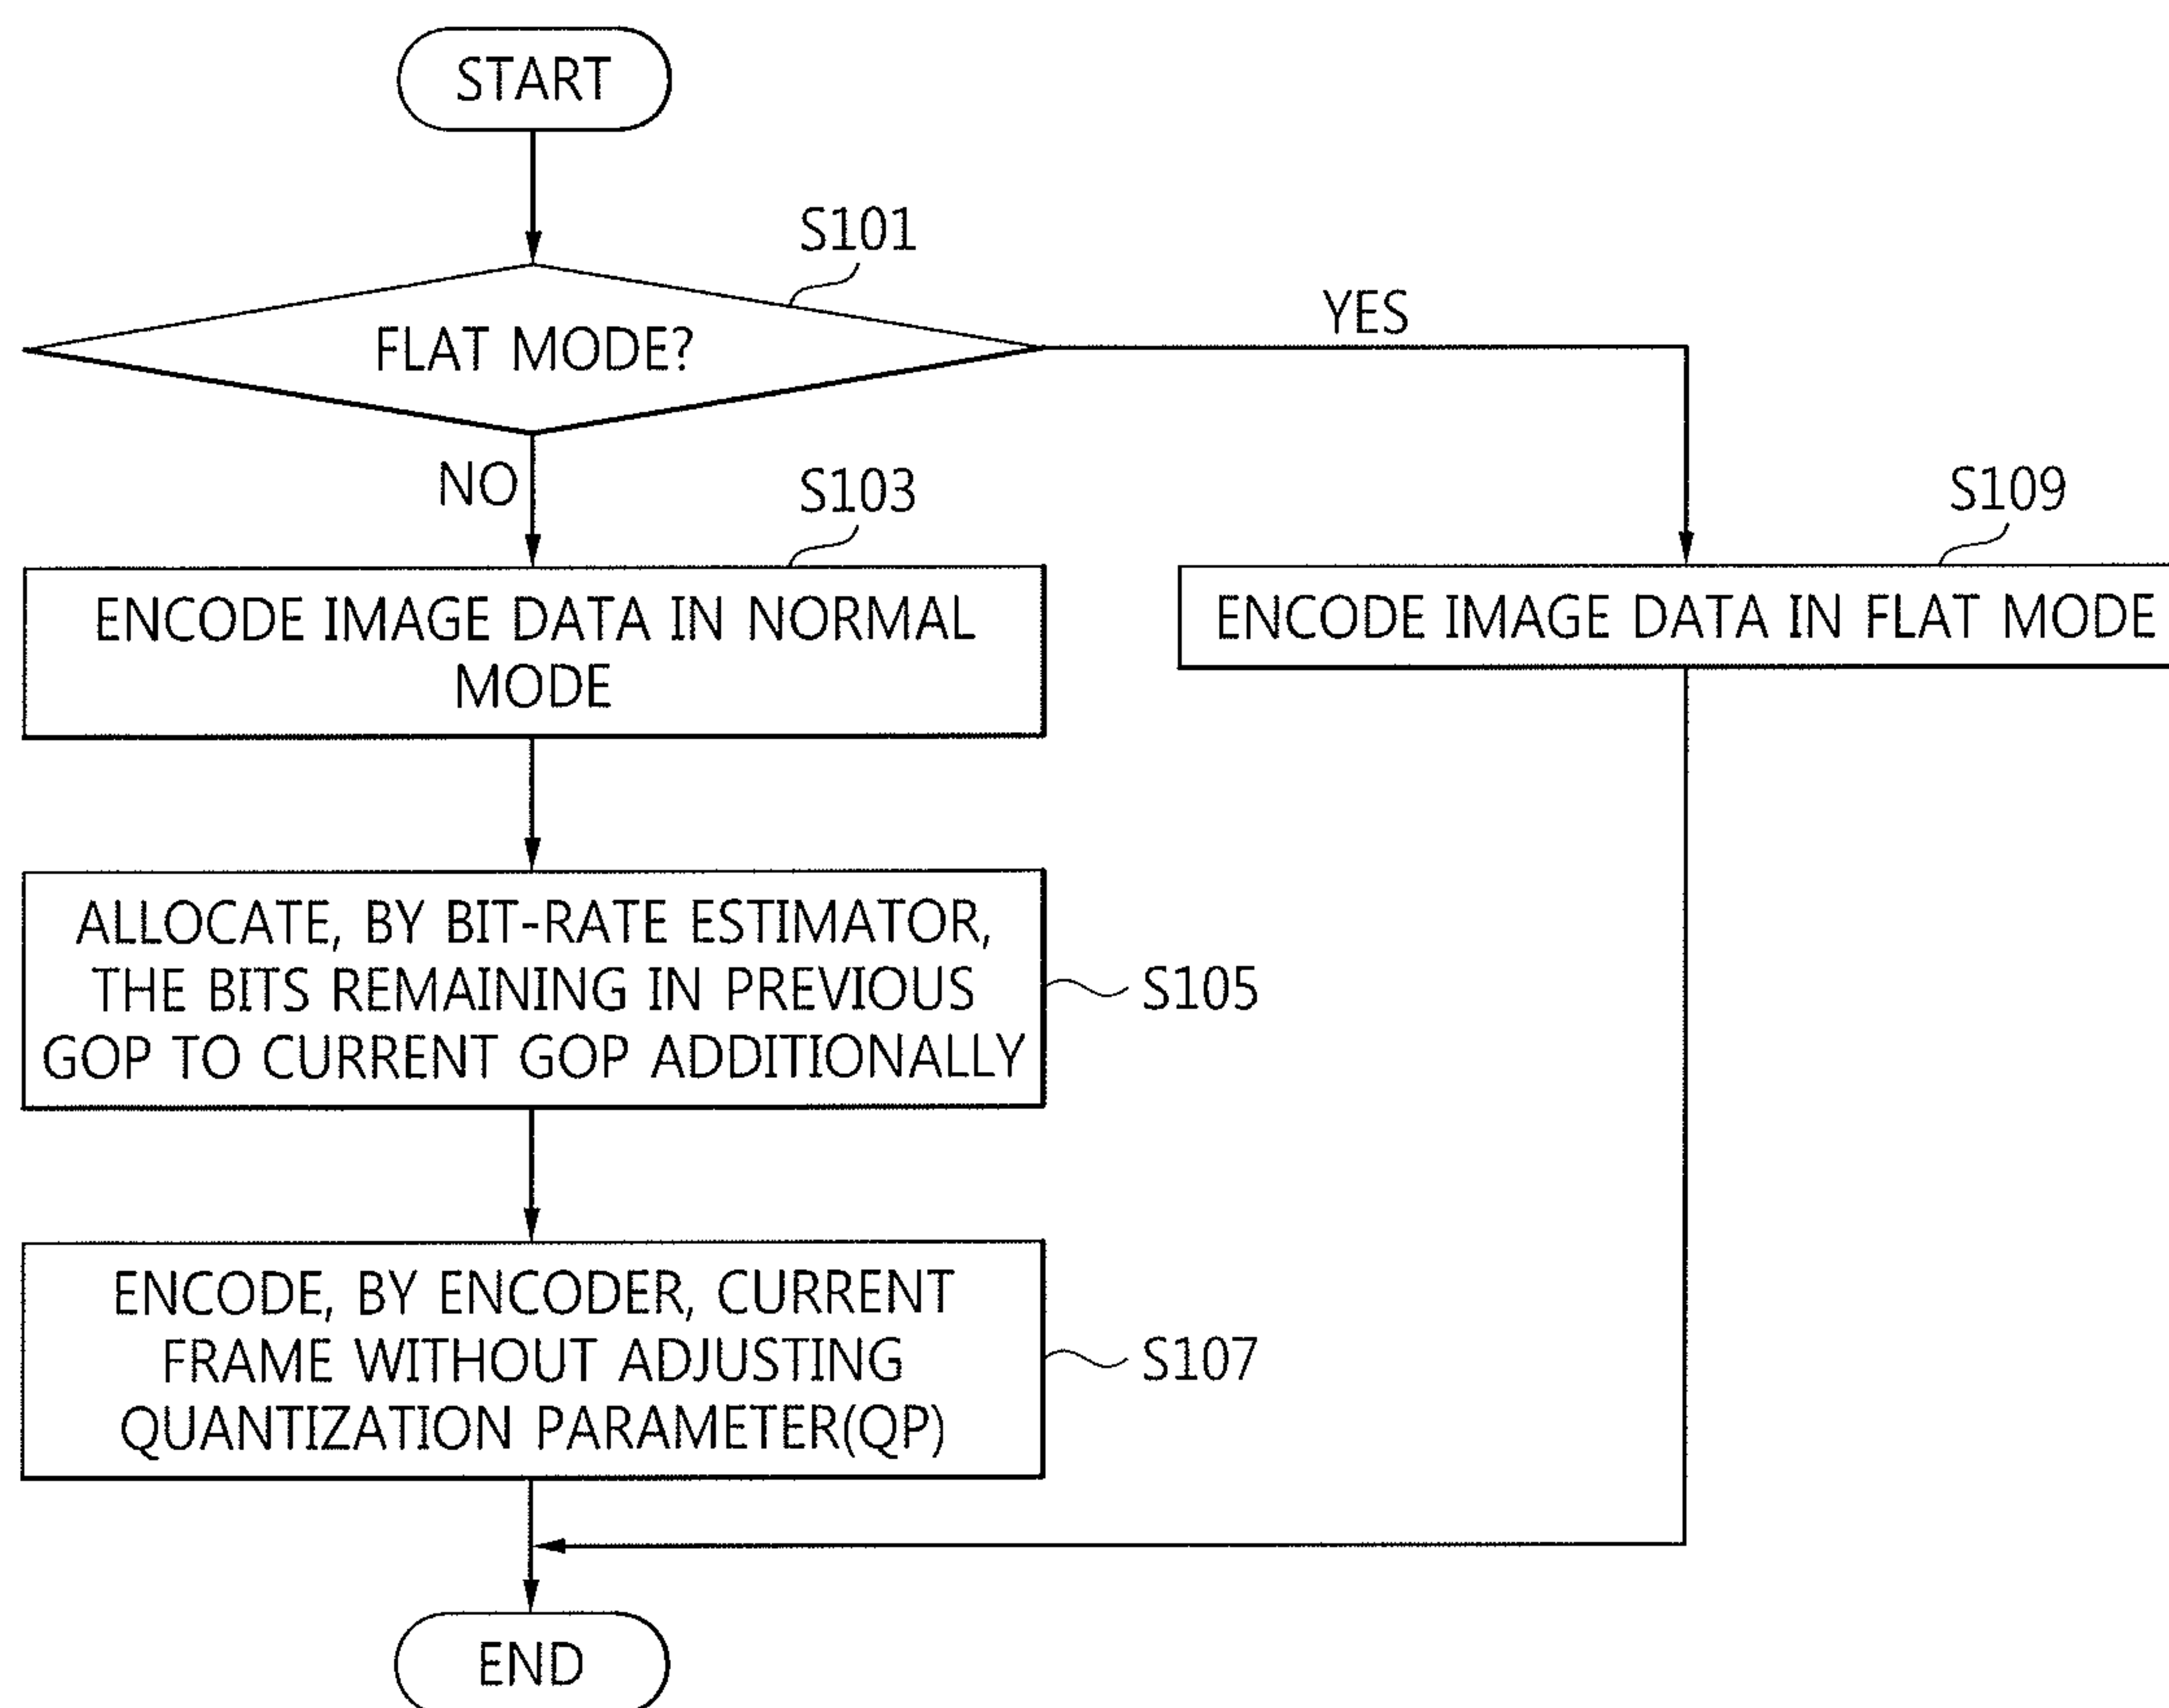 START
S101
FLAT MODE?
YES
NO
S103
S109
ENCODE IMAGE DATA IN NORMAL
MODE
ENCODE IMAGE DATA IN FLAT MODE
ALLOCATE, BY BIT-RATE ESTIMATOR,
THE BITS REMAINING IN PREVIOUS
GOP TO CURRENT GOP ADDITIONALLY
S105
ENCODE, BY ENCODER, CURRENT
FRAME WITHOUT ADJUSTING
QUANTIZATION PARAMETER(QP)
S107
END